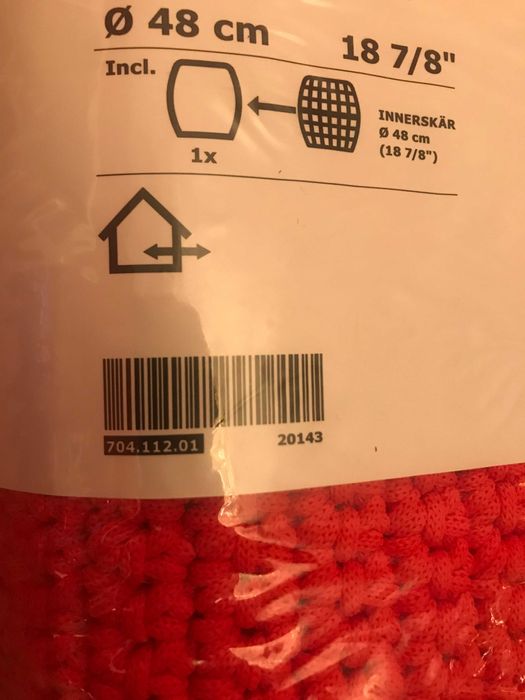 Ø 48 cm
18 7/8"
Incl.
INNERSKÄR
Ø 48 cm
(18 7/8")
1x
704.112.01
20143